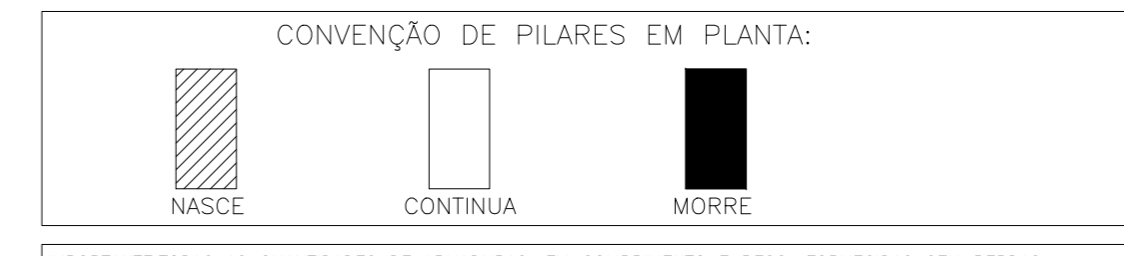 CONVENÇÃO DE PILARES EM PLANTA:
NASCE CONTINUA MORRE